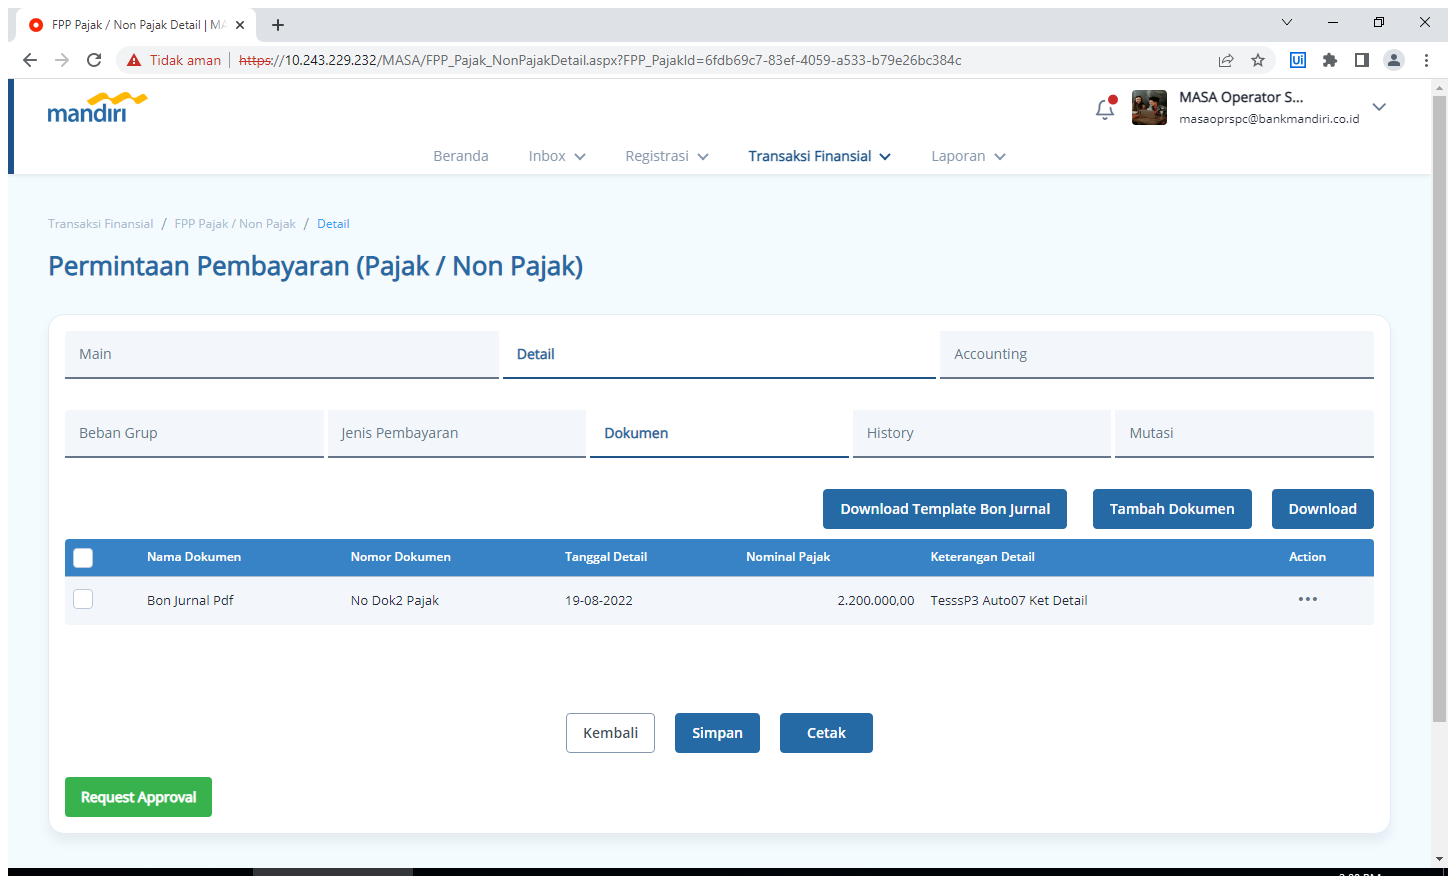 FPP Pajak / Non Pajak Detail | MA
Tidak aman
https://10.243.229.232/MASA/FPP_Pajak_NonPajakDetail.aspx?FPP_PajakId=6fdb69c7-83ef-4059-a533-b79e26bc384c
Ui
mandiri
MASA Operator S...
masaoprspc@bankmandiri.co.id
Beranda Inbox Registrasi Transaksi Finansial Laporan
Transaksi Finansial / FPP Pajak / Non Pajak / Detail
Permintaan Pembayaran (Pajak / Non Pajak)
Main Detail Accounting
Beban Grup Jenis Pembayaran Dokumen History Mutasi
Download Template Bon Jurnal Tambah Dokumen Download
Nama Dokumen Nomor Dokumen Tanggal Detail Nominal Pajak Keterangan Detail Action
Bon Jurnal Pdf No Dok2 Pajak 19-08-2022 2.200.000,00 TesssP3 Auto07 Ket Detail ...
Kembali Simpan Cetak
Request Approval